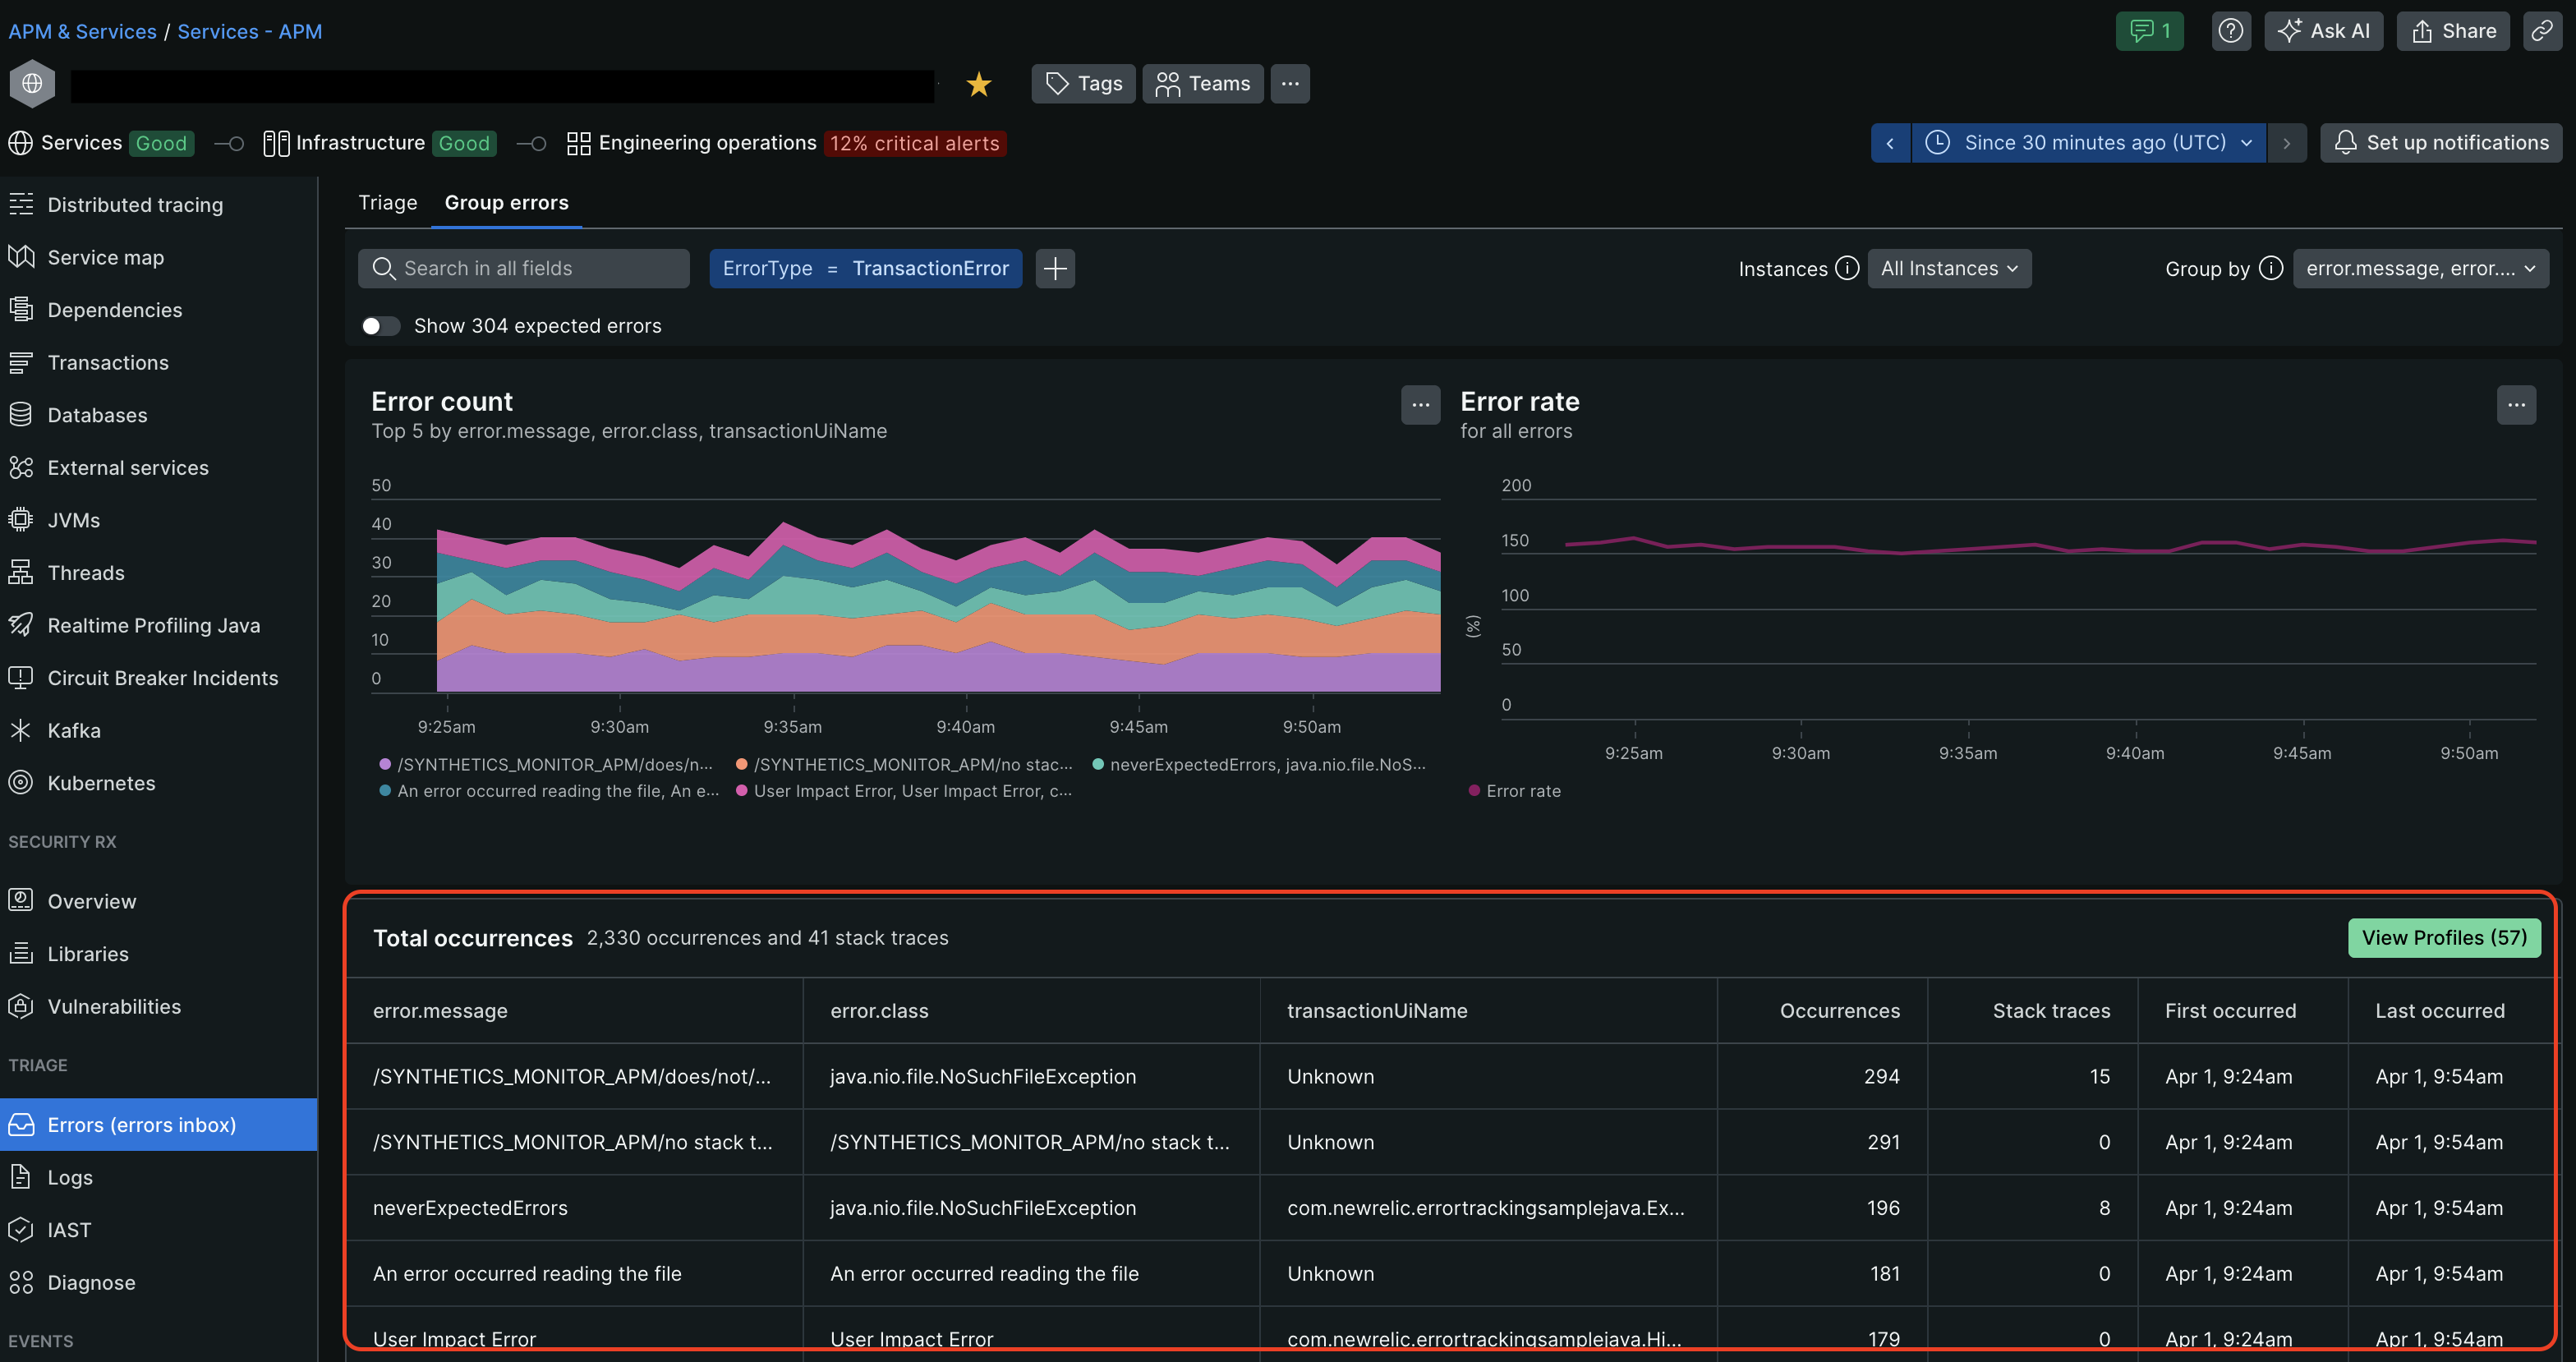 APM & Services / Services - APM
1
Ask AI
Share
Tags
Teams
Services Good
Infrastructure Good
Engineering operations 12% critical alerts
Since 30 minutes ago (UTC)
Set up notifications
Distributed tracing
Service map
Dependencies
Transactions
Databases
External services
JVMs
Threads
Realtime Profiling Java
Circuit Breaker Incidents
Kafka
Kubernetes
SECURITY RX
Overview
Libraries
Vulnerabilities
TRIAGE
Errors (errors inbox)
Logs
IAST
Diagnose
EVENTS
Triage
Group errors
Search in all fields
ErrorType = TransactionError
Instances
All Instances
Group by
error.message, error....
Show 304 expected errors
Error count
Top 5 by error.message, error.class, transactionUiName
50
40
30
20
10
0
9:25am 9:30am 9:35am 9:40am 9:45am 9:50am
/SYNTHETICS_MONITOR_APM/does/n...
/SYNTHETICS_MONITOR_APM/no stac...
neverExpectedErrors, java.nio.file.NoS...
An error occurred reading the file, An e...
User Impact Error, User Impact Error, c...
Error rate
for all errors
200
150
100
50
0
(%)
9:25am 9:30am 9:35am 9:40am 9:45am 9:50am
Error rate
Total occurrences 2,330 occurrences and 41 stack traces
View Profiles (57)
error.message error.class transactionUiName Occurrences Stack traces First occurred Last occurred
/SYNTHETICS_MONITOR_APM/does/not/... java.nio.file.NoSuchFileException Unknown 294 15 Apr 1, 9:24am Apr 1, 9:54am
/SYNTHETICS_MONITOR_APM/no stack t... /SYNTHETICS_MONITOR_APM/no stack t... Unknown 291 0 Apr 1, 9:24am Apr 1, 9:54am
neverExpectedErrors java.nio.file.NoSuchFileException com.newrelic.errortrackingsamplejava.Ex... 196 8 Apr 1, 9:24am Apr 1, 9:54am
An error occurred reading the file An error occurred reading the file Unknown 181 0 Apr 1, 9:24am Apr 1, 9:54am
User Impact Error User Impact Error com.newrelic.errortrackingsamplejava.Hi... 179 0 Apr 1, 9:24am Apr 1, 9:54am